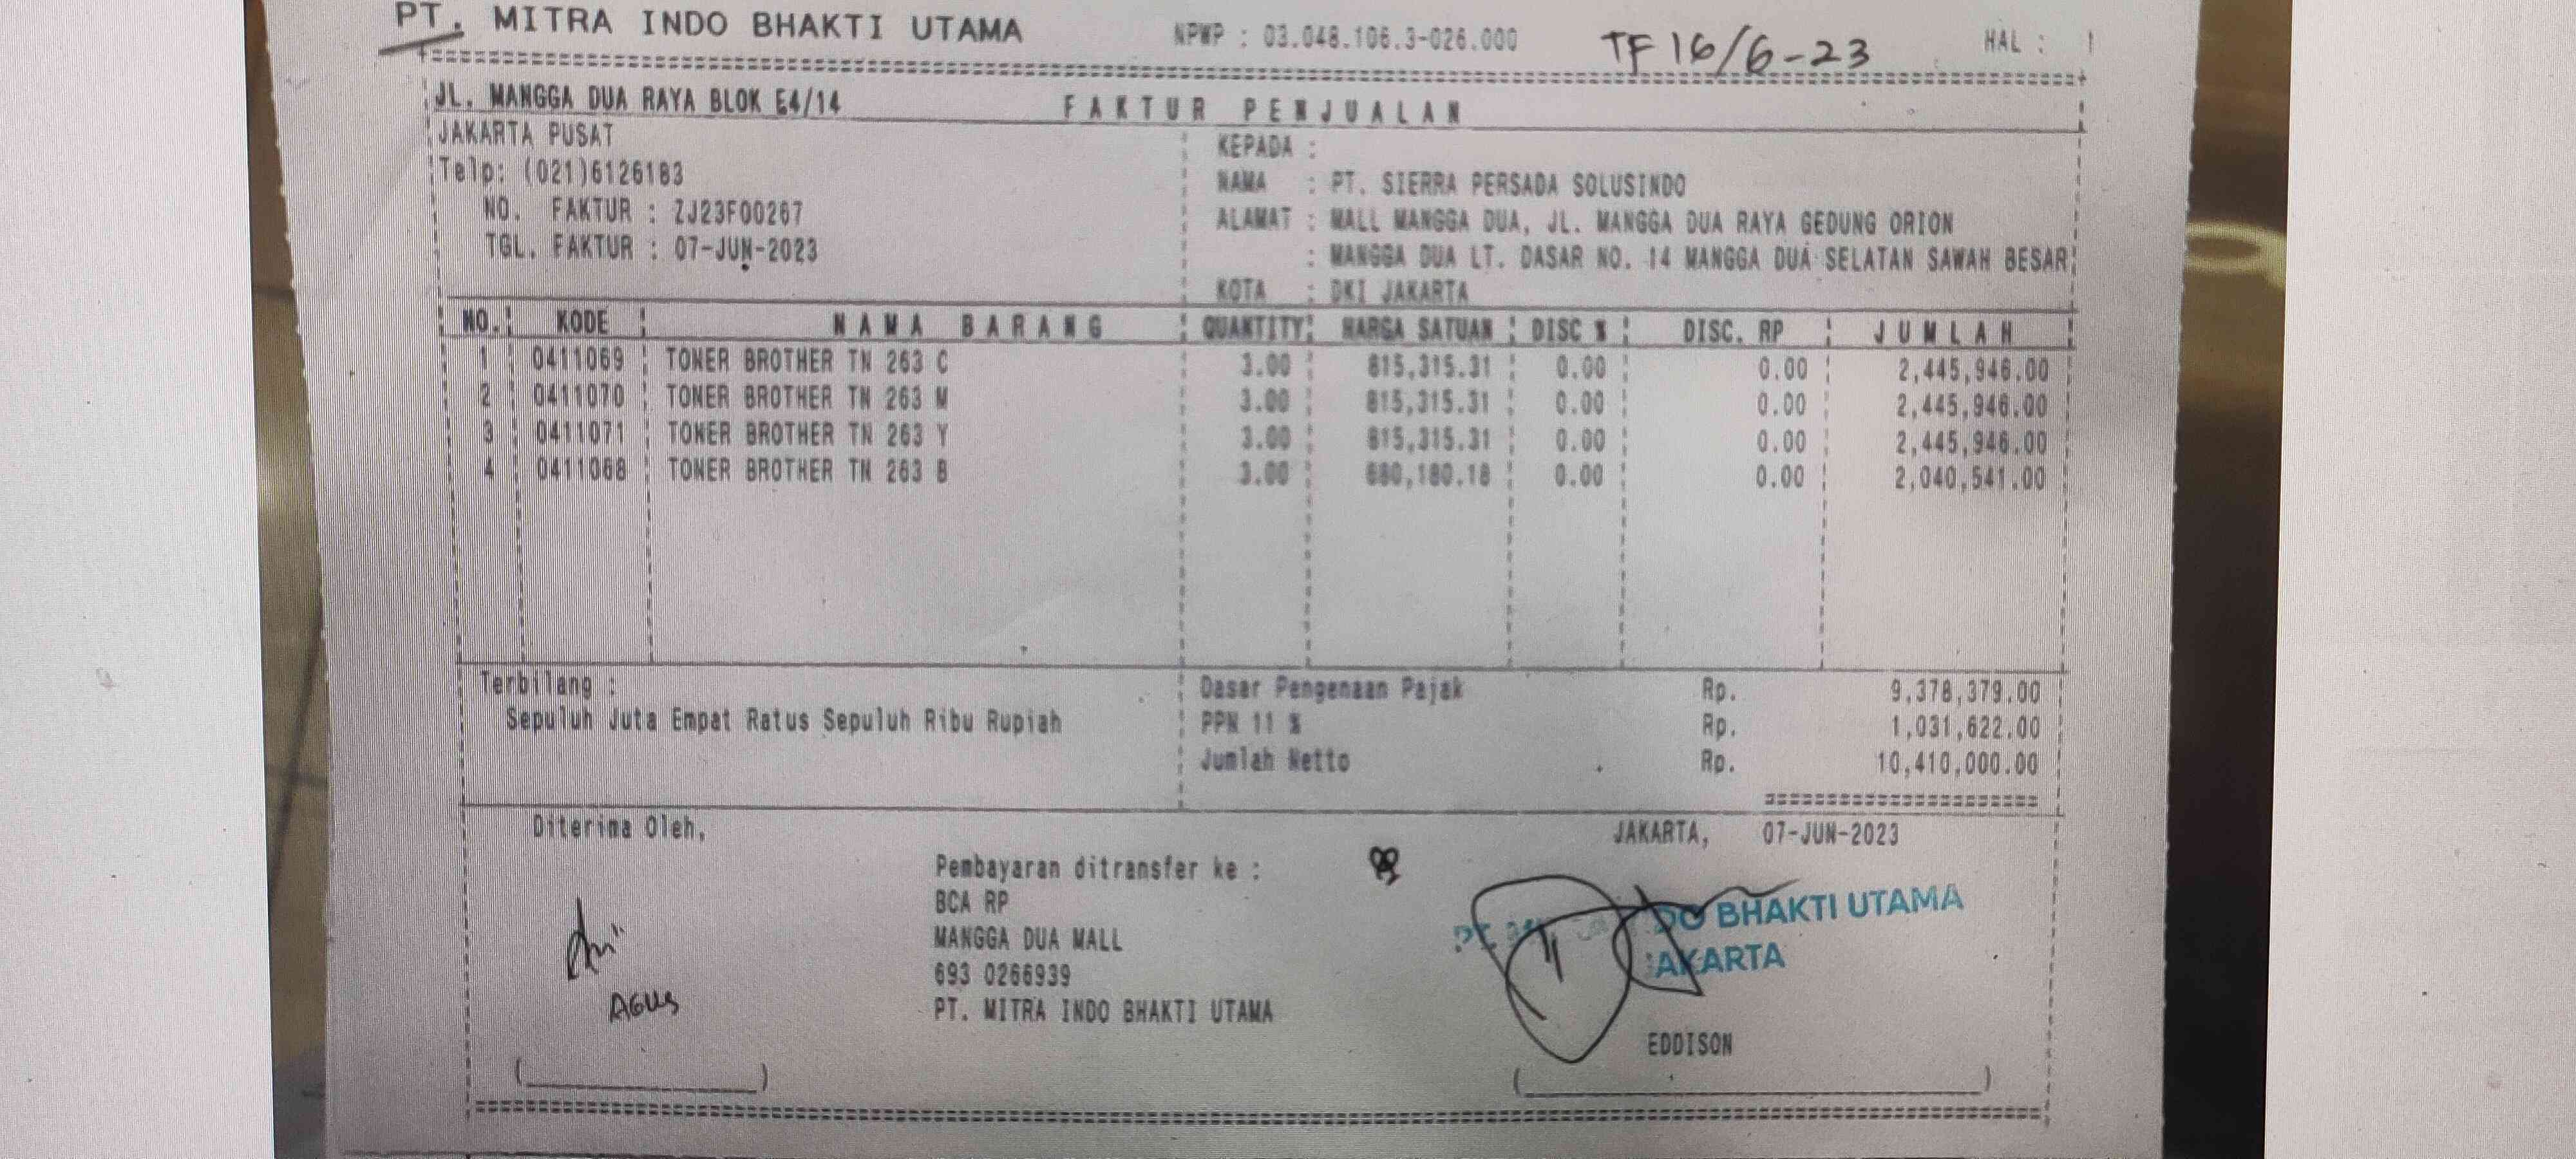 PT. MITRA INDO BHAKTI UTAMA NPWP : 03.048.106.3-026.000 TF 16/6-23 HAL : 1
JL. MANGGA DUA RAYA BLOK E4/14 FAKTUR PENJUALAN
JAKARTA PUSAT
Telp: (021)6126183
NO. FAKTUR : ZJ23F00267
TGL. FAKTUR : 07-JUN-2023
KEPADA :
NAMA : PT. SIERRA PERSADA SOLUSINDO
ALAMAT : MALL MANGGA DUA, JL. MANGGA DUA RAYA GEDUNG ORION
: MANGGA DUA LT. DASAR NO. 14 MANGGA DUA SELATAN SAWAH BESAR
KOTA : DKI JAKARTA
NO. KODE NAMA BARANG QUANTITY HARGA SATUAN DISC % DISC. RP JUMLAH
1 0411069 TONER BROTHER TN 263 C 3.00 815,315.31 0.00 0.00 2,445,946.00
2 0411070 TONER BROTHER TN 263 M 3.00 815,315.31 0.00 0.00 2,445,946.00
3 0411071 TONER BROTHER TN 263 Y 3.00 815,315.31 0.00 0.00 2,445,946.00
4 0411068 TONER BROTHER TN 263 B 3.00 680,180.18 0.00 0.00 2,040,541.00
Terbilang :
Sepuluh Juta Empat Ratus Sepuluh Ribu Rupiah
Dasar Pengenaan Pajak Rp. 9,378,379.00
PPN 11 % Rp. 1,031,622.00
Jumlah Netto Rp. 10,410,000.00
Diterima Oleh,
AGUS
Pembayaran ditransfer ke :
BCA RP
MANGGA DUA MALL
693 0266939
PT. MITRA INDO BHAKTI UTAMA
JAKARTA, 07-JUN-2023
BHAKTI UTAMA
JAKARTA
EDDISON